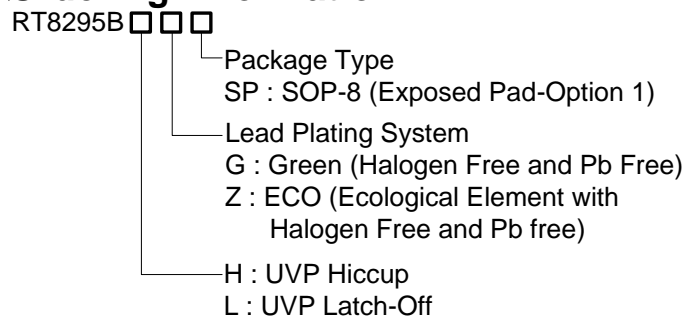 RT8295B
Package Type
SP : SOP-8 (Exposed Pad-Option 1)
Lead Plating System
G : Green (Halogen Free and Pb Free)
Z : ECO (Ecological Element with
Halogen Free and Pb free)
H : UVP Hiccup
L : UVP Latch-Off